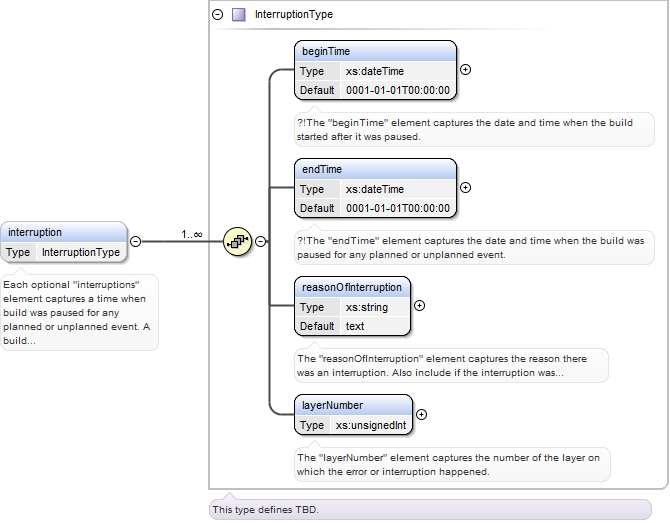 InterruptionType
beginTime
Type xs:dateTime
Default 0001-01-01T00:00:00
?!The "beginTime" element captures the date and time when the build
started after it was paused.
endTime
Type xs:dateTime
Default 0001-01-01T00:00:00
?!The "endTime" element captures the date and time when the build was
paused for any planned or unplanned event.
interruption
Type InterruptionType
1..∞
Each optional "interruptions"
element captures a time when
build was paused for any
planned or unplanned event. A
build...
reasonOfInterruption
Type xs:string
Default text
The "reasonOfInterruption" element captures the reason there
was an interruption. Also include if the interruption was...
layerNumber
Type xs:unsignedInt
The "layerNumber" element captures the number of the layer on
which the error or interruption happened.
This type defines TBD.